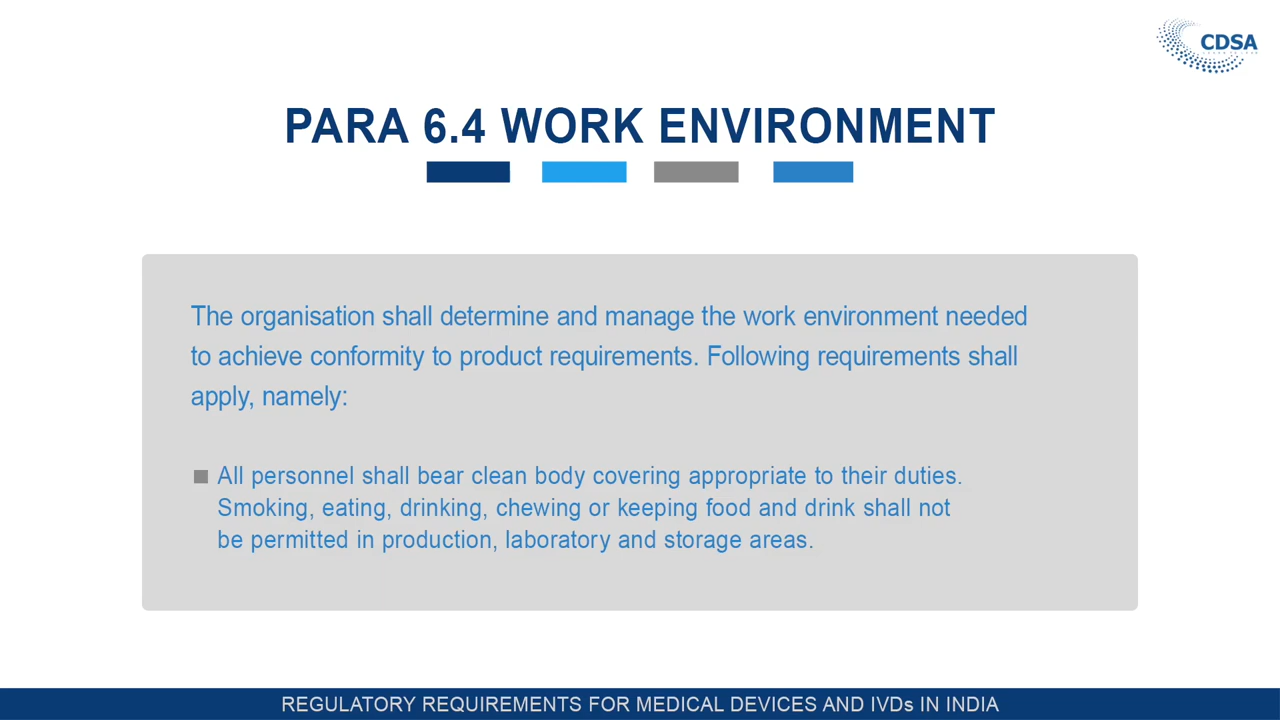 CDSA
PARA 6.4 WORK ENVIRONMENT
The organisation shall determine and manage the work environment needed
to achieve conformity to product requirements. Following requirements shall
apply, namely:
All personnel shall bear clean body covering appropriate to their duties.
Smoking, eating, drinking, chewing or keeping food and drink shall not
be permitted in production, laboratory and storage areas.
REGULATORY REQUIREMENTS FOR MEDICAL DEVICES AND IVDs IN INDIA